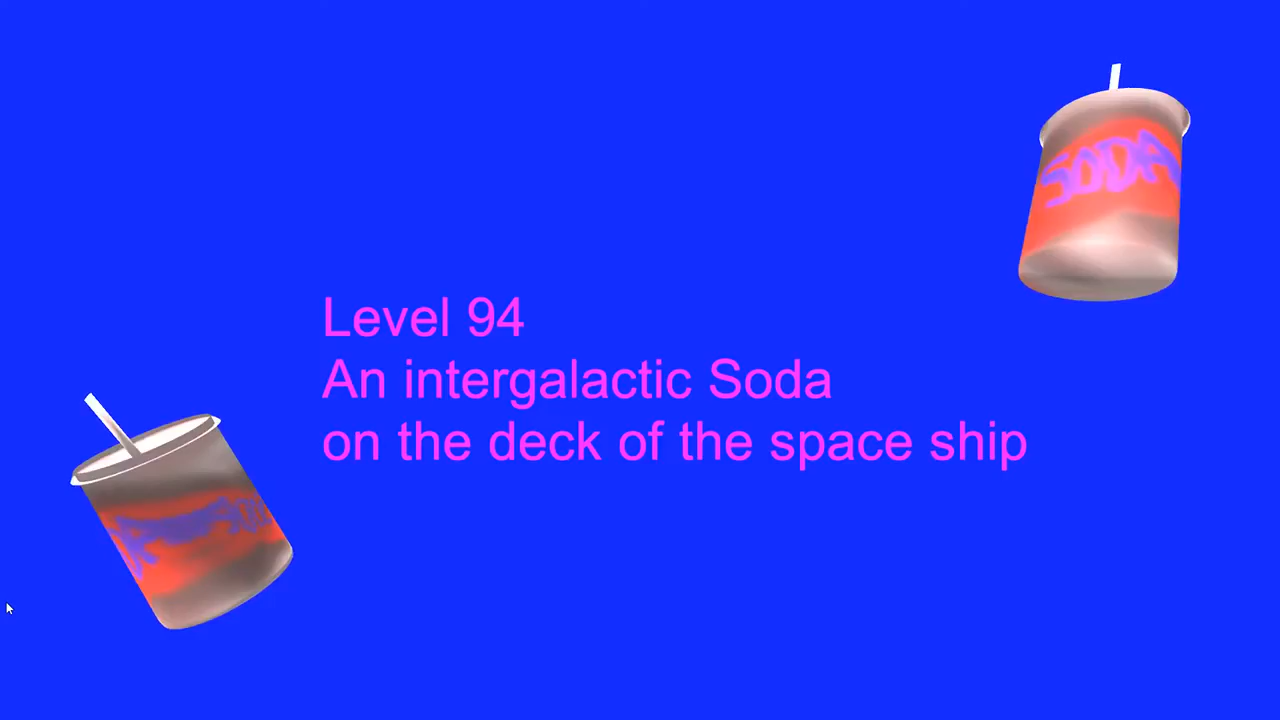 SODA
Level 94
An intergalactic Soda
on the deck of the space ship